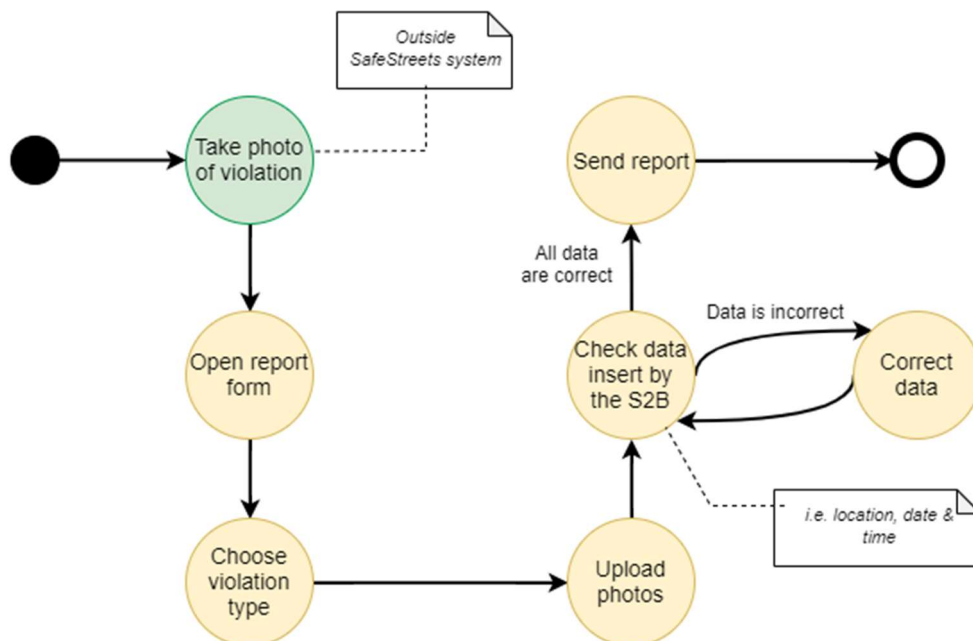 Outside
SafeStreets system
Take photo
of violation
Send report
All data
are correct
Data is incorrect
Open report
form
Check data
insert by
the S2B
Correct
data
i.e. location, date &
time
Choose
violation
type
Upload
photos